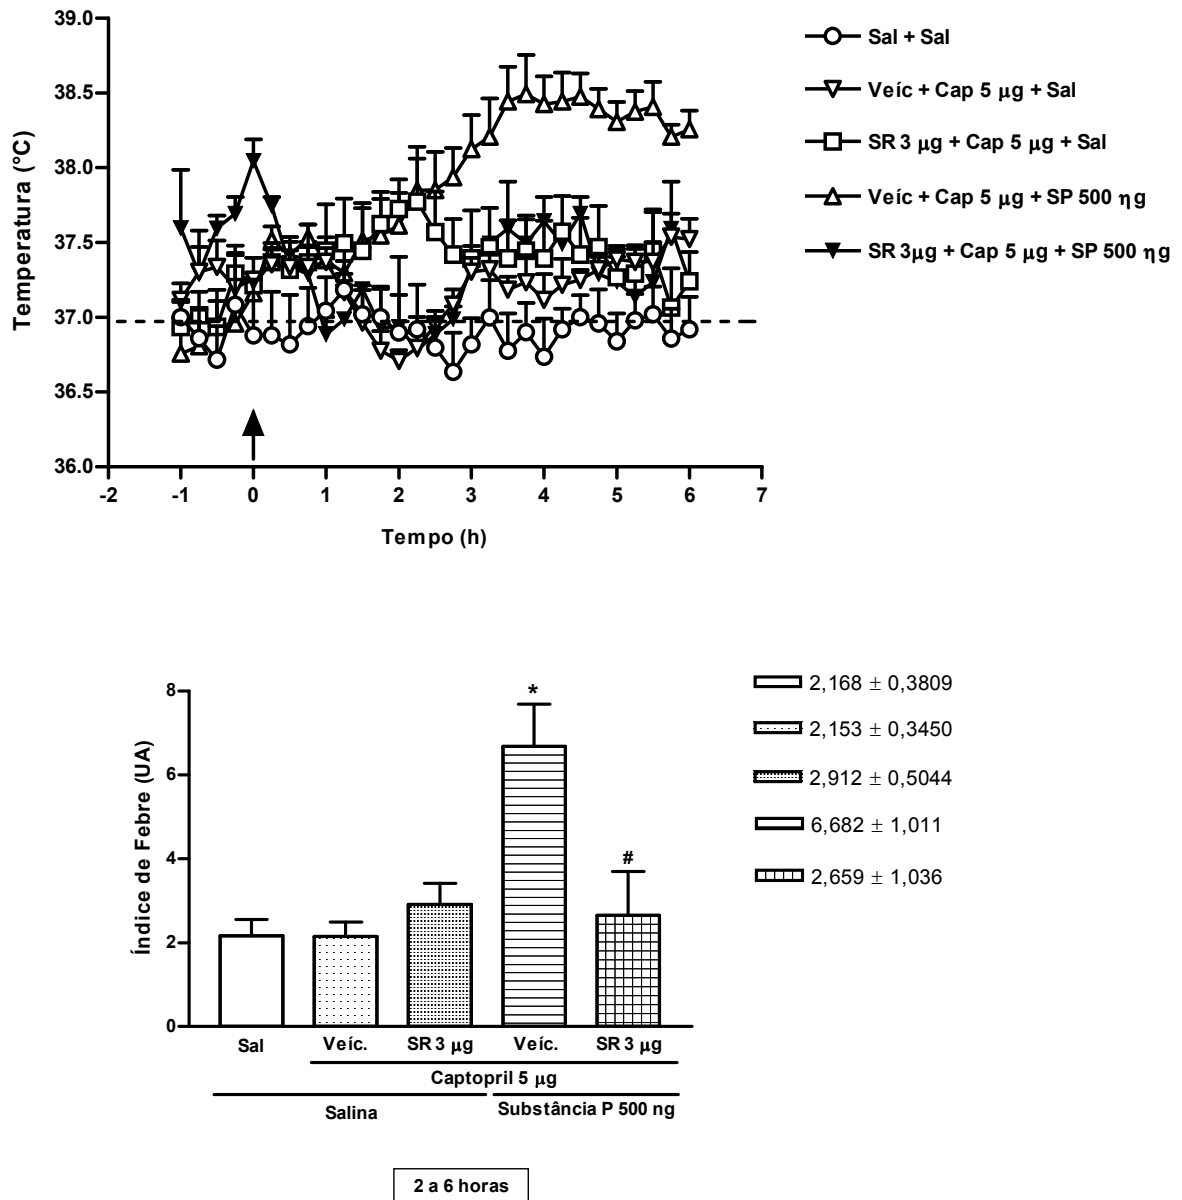 39.0
38.5
38.0
37.5
37.0
36.5
36.0
Temperatura (°C)
-2 -1 0 1 2 3 4 5 6 7
Tempo (h)
Sal + Sal
Veíc + Cap 5 µg + Sal
SR 3 µg + Cap 5 µg + Sal
Veíc + Cap 5 µg + SP 500 ηg
SR 3µg + Cap 5 µg + SP 500 ηg
8
6
4
2
0
Índice de Febre (UA)
*
#
Sal Veíc. SR 3 µg Veíc. SR 3 µg
Captopril 5 µg
Salina Substância P 500 ng
2,168 ± 0,3809
2,153 ± 0,3450
2,912 ± 0,5044
6,682 ± 1,011
2,659 ± 1,036
2 a 6 horas